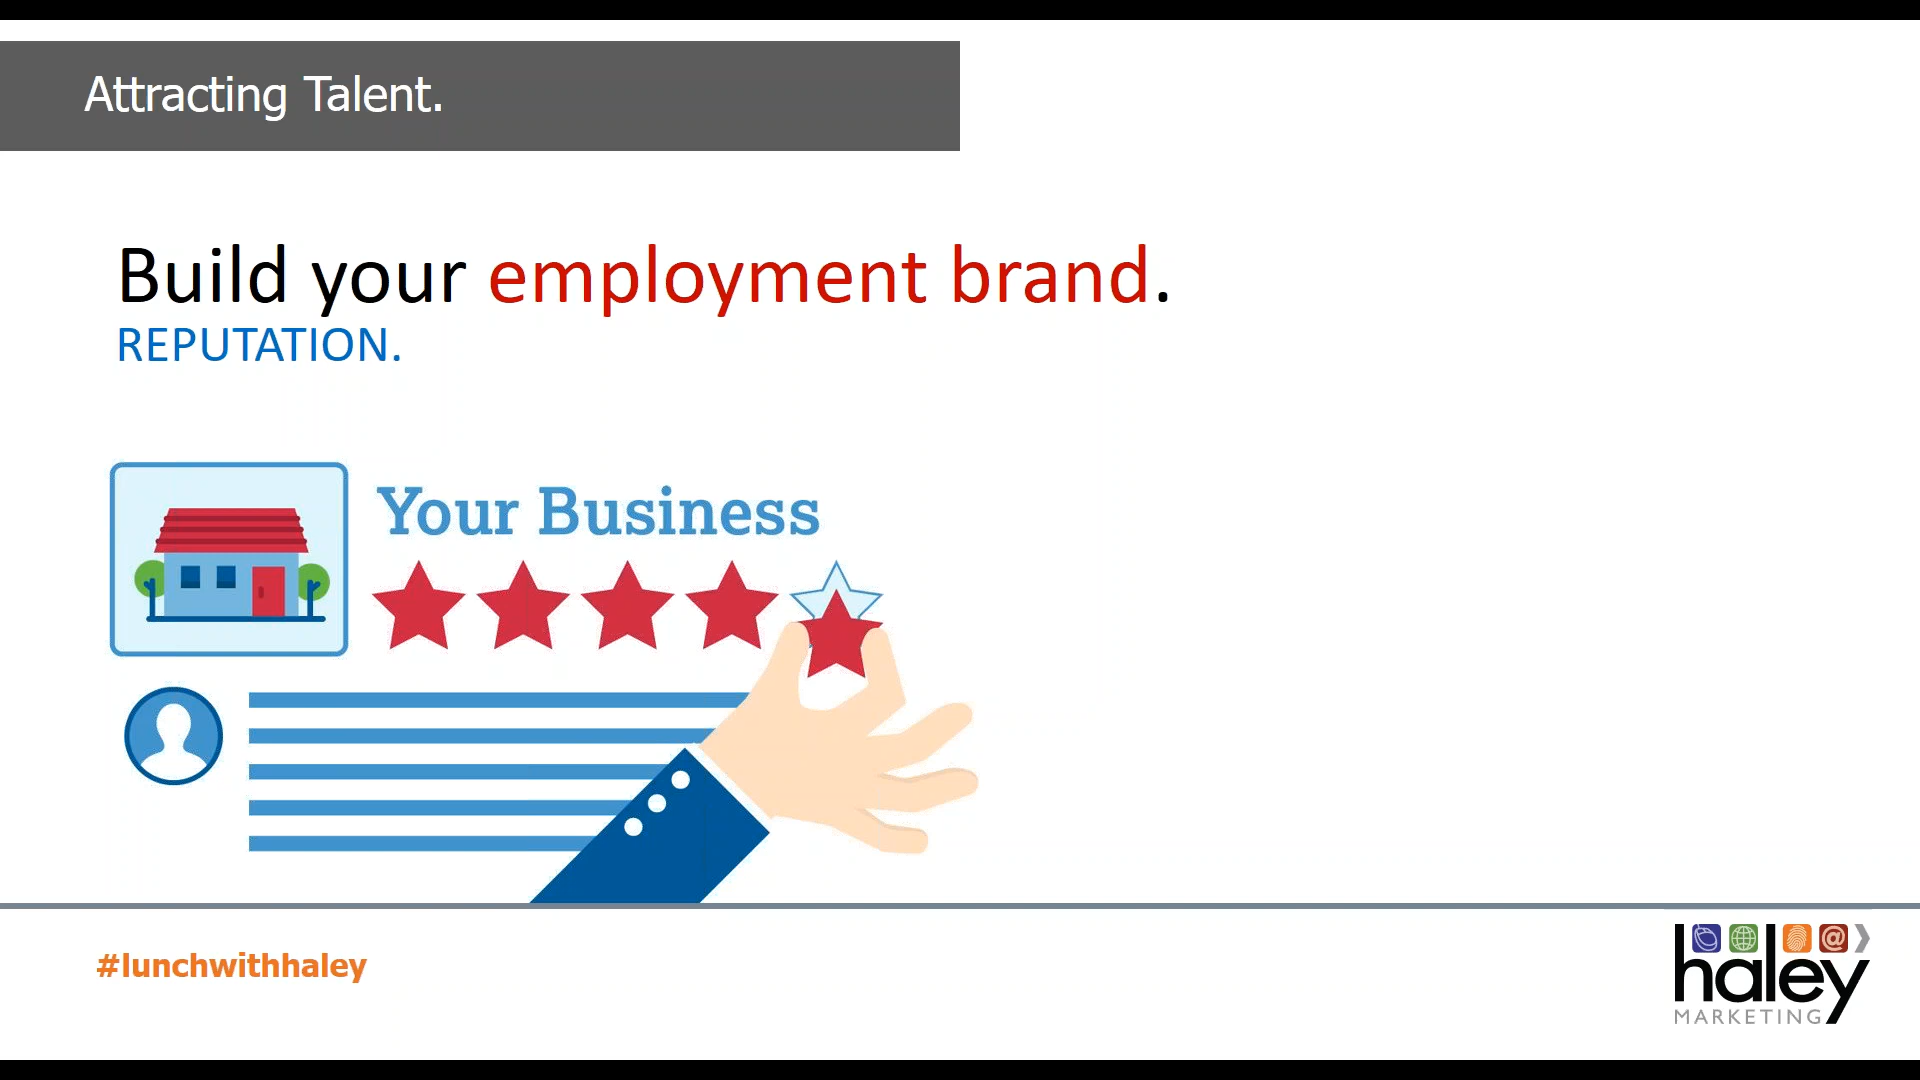 Attracting Talent.
Build your employment brand.
REPUTATION.
Your Business
#lunchwithhaley
haley
MARKETING